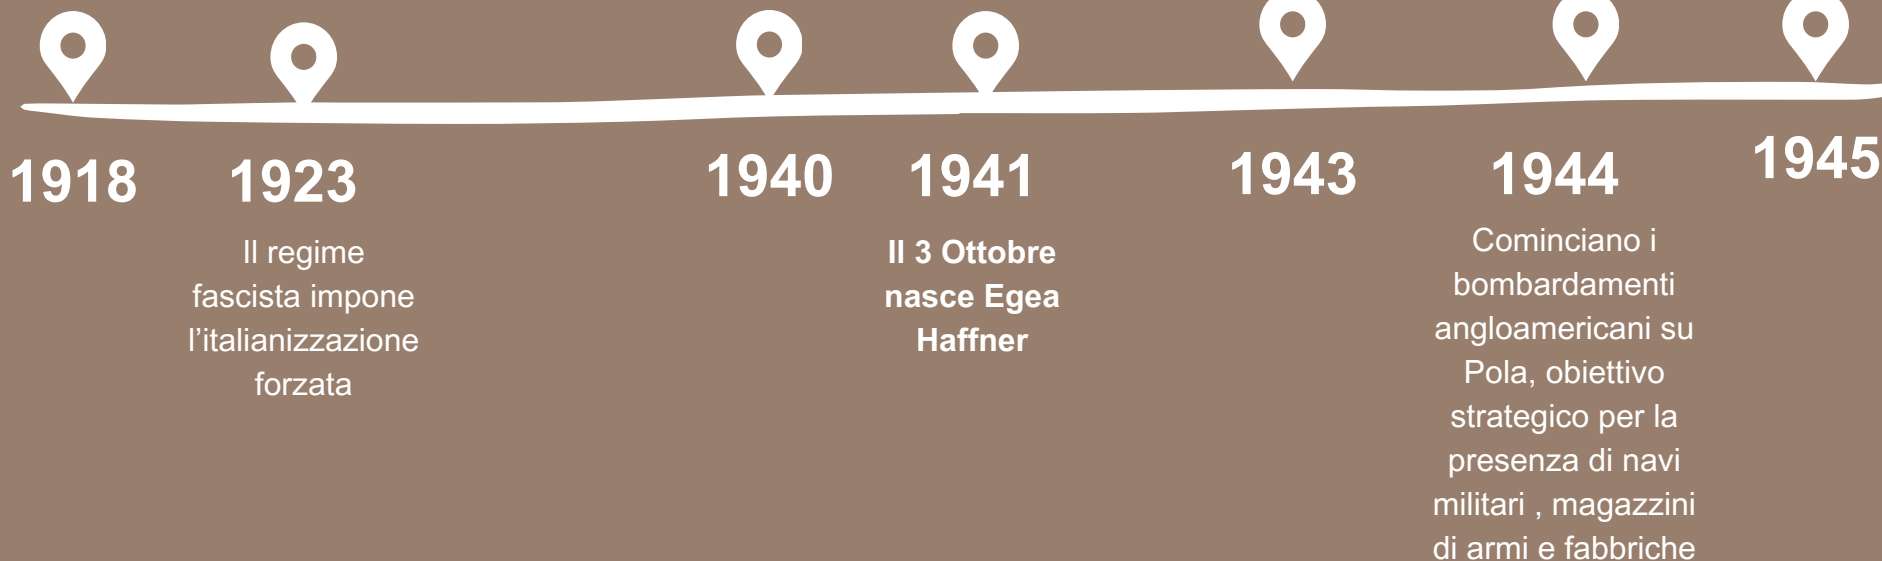 1918
1923
1940
1941
1943
1944
1945
Il regime
fascista impone
l’italianizzazione
forzata
Il 3 Ottobre
nasce Egea
Haffner
Cominciano i
bombardamenti
angloamericani su
Pola, obiettivo
strategico per la
presenza di navi
militari , magazzini
di armi e fabbriche